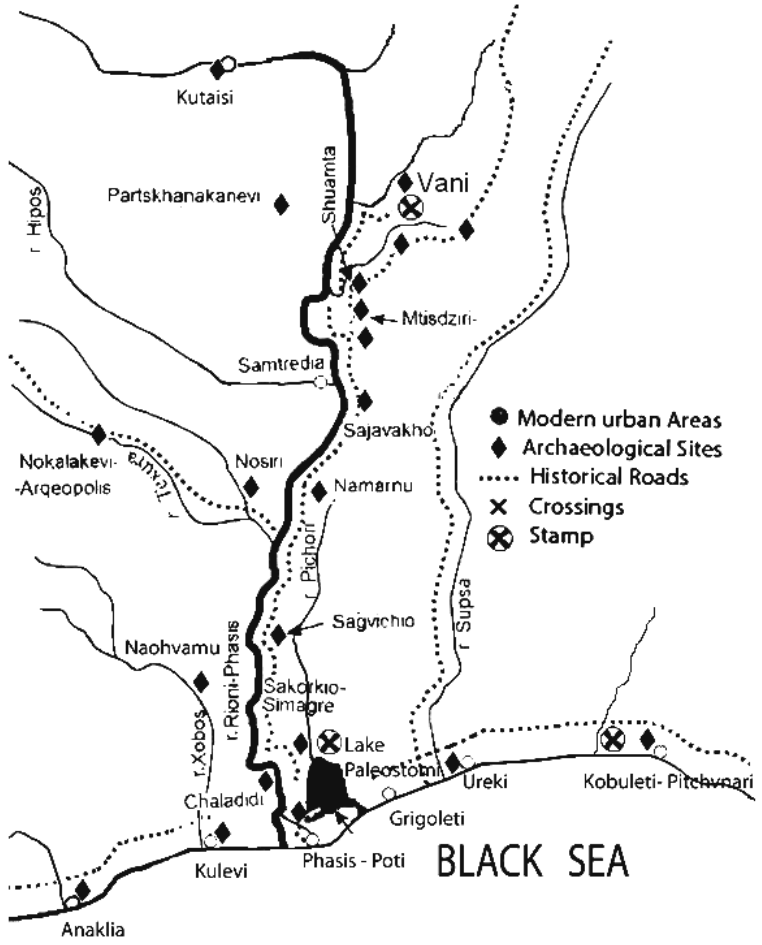 Kutaisi
Partskhanakanevi
Shuamta
Vani
r Hipos
Mtisdziri-
Samtredia
Sajavakho
Modern urban Areas
Archaeological Sites
Historical Roads
Crossings
Stamp
Nokalakevi-
-Arqeopolis
r Texura
Nosiri
Namarnu
r Pichori
r Supsa
Sagvichio
Naohvamu
r.Rioni-Phasis
Sakorkio-
Simagre
r.Xobos
Lake
Paleostomi
Chaladidi
Ureki
Kobuleti-Pitchvnari
Grigoleti
Kulevi
Phasis - Poti
BLACK SEA
Anaklia